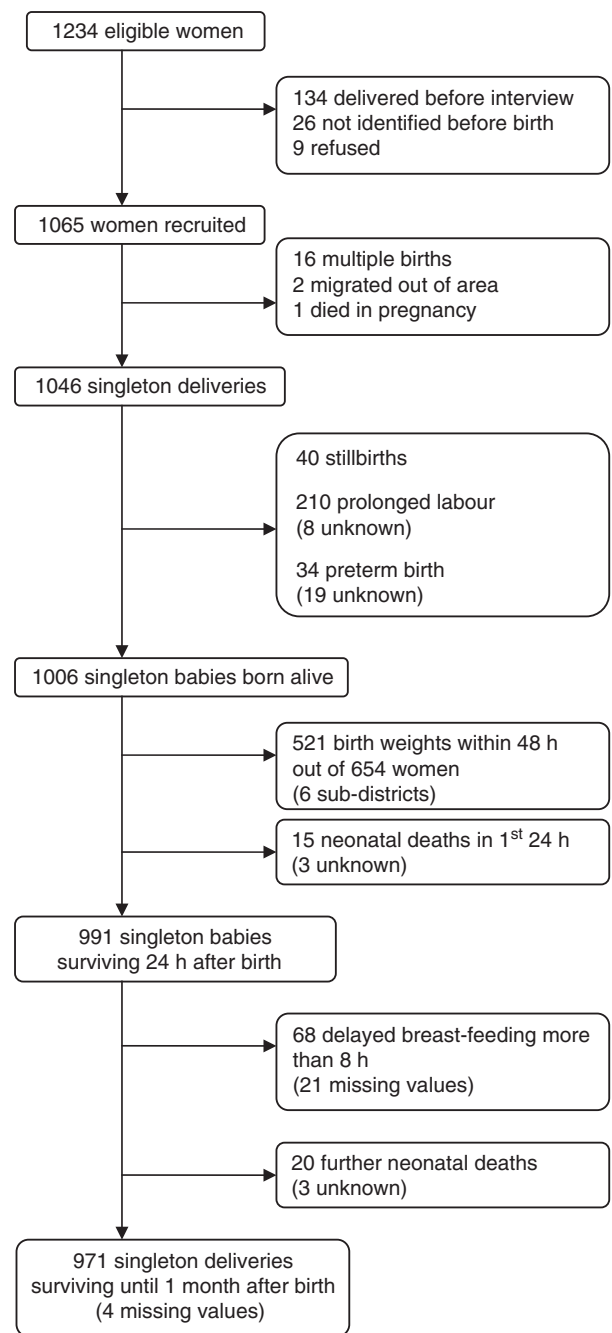 1234 eligible women
134 delivered before interview
26 not identified before birth
9 refused
1065 women recruited
16 multiple births
2 migrated out of area
1 died in pregnancy
1046 singleton deliveries
40 stillbirths
210 prolonged labour
(8 unknown)
34 preterm birth
(19 unknown)
1006 singleton babies born alive
521 birth weights within 48 h
out of 654 women
(6 sub-districts)
15 neonatal deaths in 1st 24 h
(3 unknown)
991 singleton babies
surviving 24 h after birth
68 delayed breast-feeding more
than 8 h
(21 missing values)
20 further neonatal deaths
(3 unknown)
971 singleton deliveries
surviving until 1 month after birth
(4 missing values)